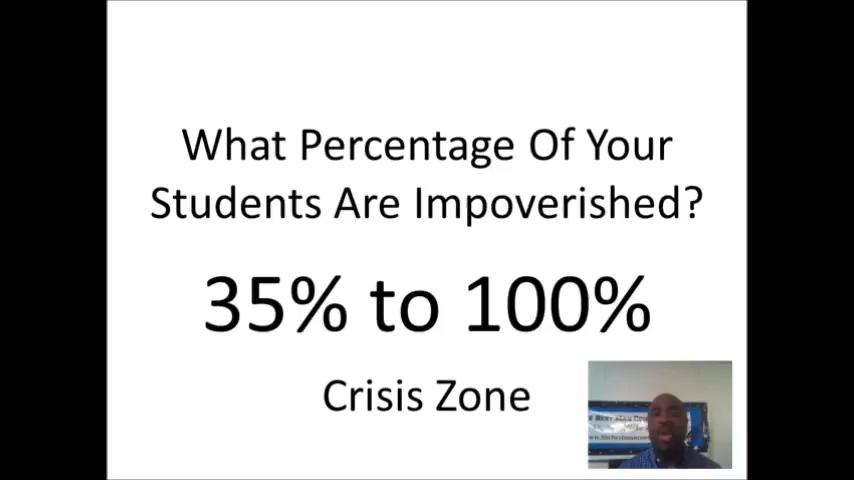 What Percentage Of Your
Students Are Impoverished?
35% to 100%
Crisis Zone